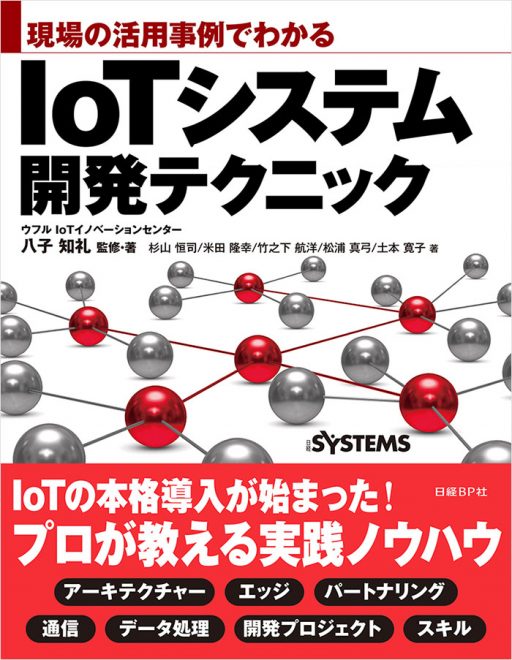 現場の活用事例でわかる
IoTシステム
開発テクニック
ウフル IoTイノベーションセンター
八子 知礼 監修・著 杉山 恒司/米田 隆幸/竹之下 航洋/松浦 真弓/土本 寛子 著
日経 SYSTEMS
IoTの本格導入が始まった! 日経BP社
プロが教える実践ノウハウ
アーキテクチャー エッジ パートナリング
通信 データ処理 開発プロジェクト スキル